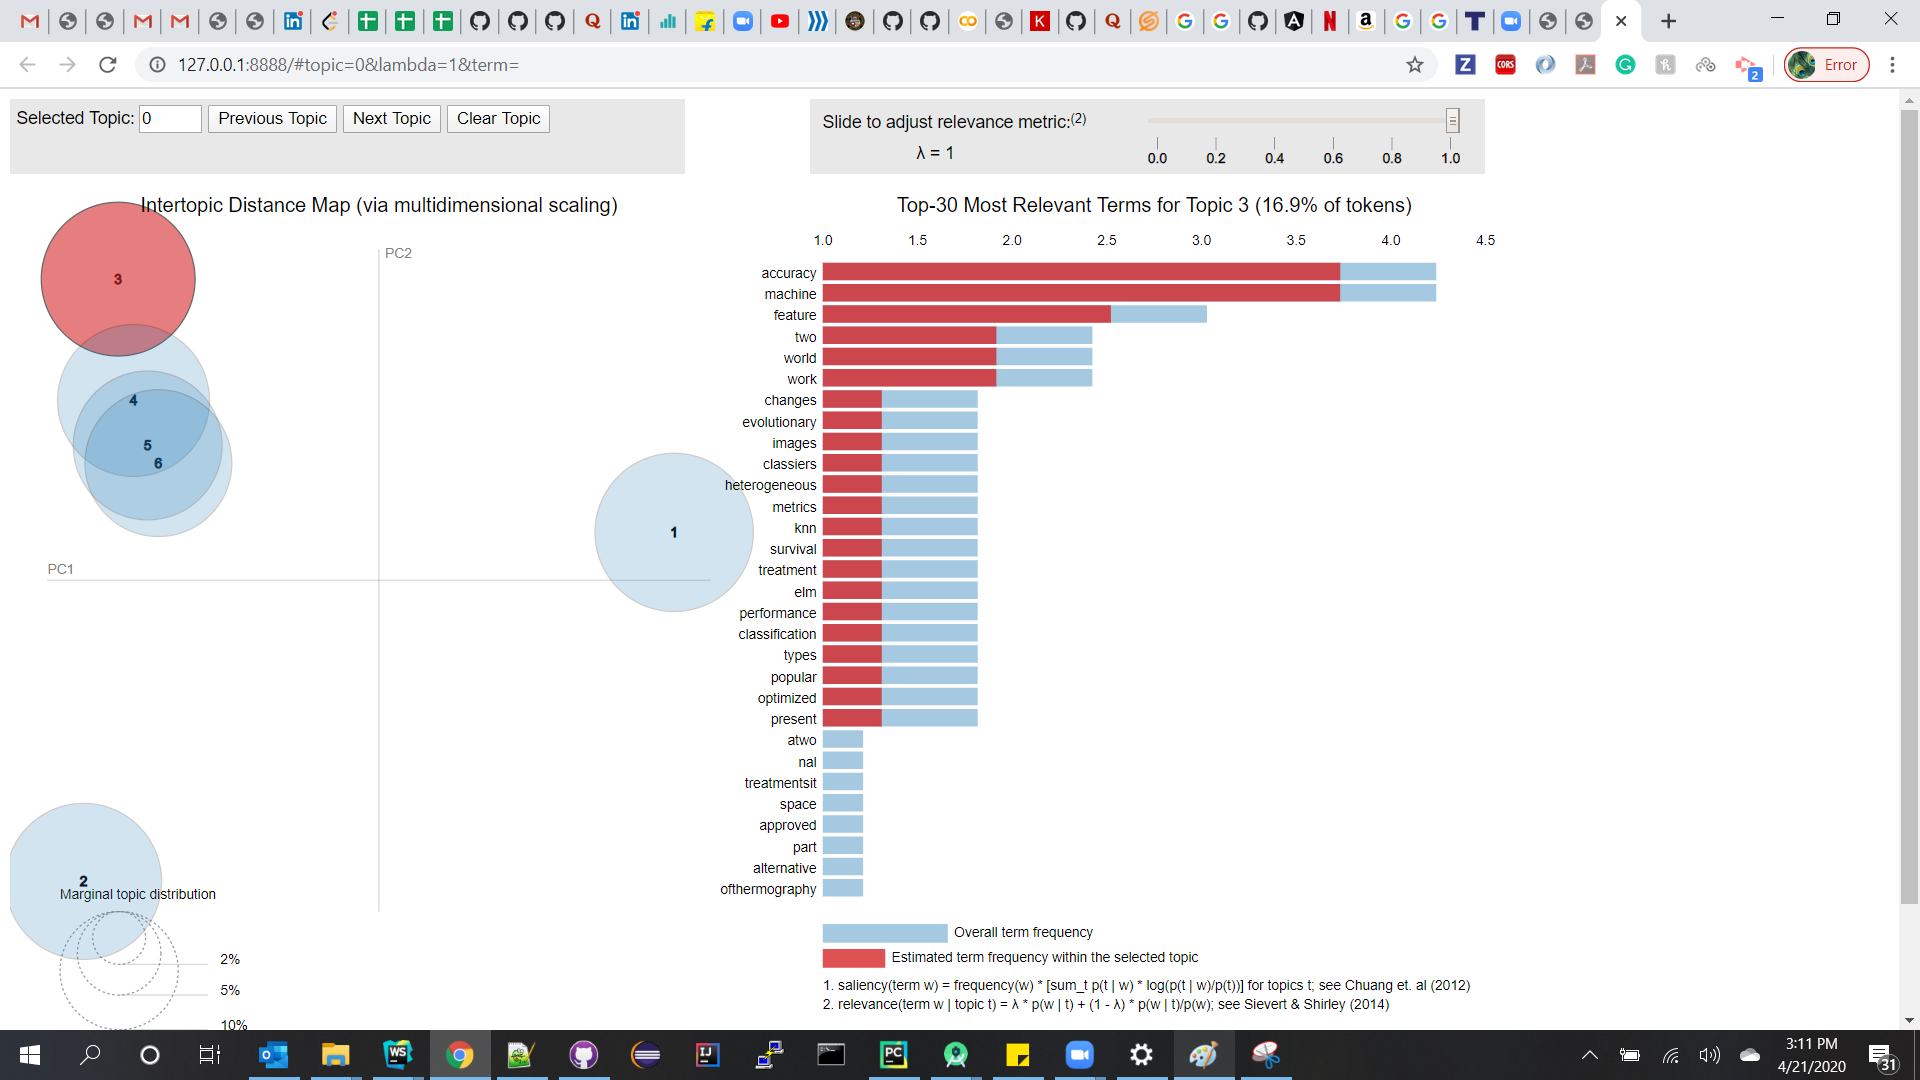 127.0.0.1:8888/#topic=0&lambda=1&term=
Error
2
Selected Topic: 0 Previous Topic Next Topic Clear Topic
Slide to adjust relevance metric:(2)
λ = 1
0.0 0.2 0.4 0.6 0.8 1.0
Intertopic Distance Map (via multidimensional scaling)
PC2
PC1
3
4
5
6
1
2
Marginal topic distribution
2%
5%
10%
Top-30 Most Relevant Terms for Topic 3 (16.9% of tokens)
1.0 1.5 2.0 2.5 3.0 3.5 4.0 4.5
accuracy
machine
feature
two
world
work
changes
evolutionary
images
classiers
heterogeneous
metrics
knn
survival
treatment
elm
performance
classification
types
popular
optimized
present
atwo
nal
treatmentsit
space
approved
part
alternative
ofthermography
Overall term frequency
Estimated term frequency within the selected topic
1. saliency(term w) = frequency(w) * [sum_t p(t | w) * log(p(t | w)/p(t))] for topics t; see Chuang et. al (2012)
2. relevance(term w | topic t) = λ * p(w | t) + (1 - λ) * p(w | t)/p(w); see Sievert & Shirley (2014)
3:11 PM
4/21/2020
31